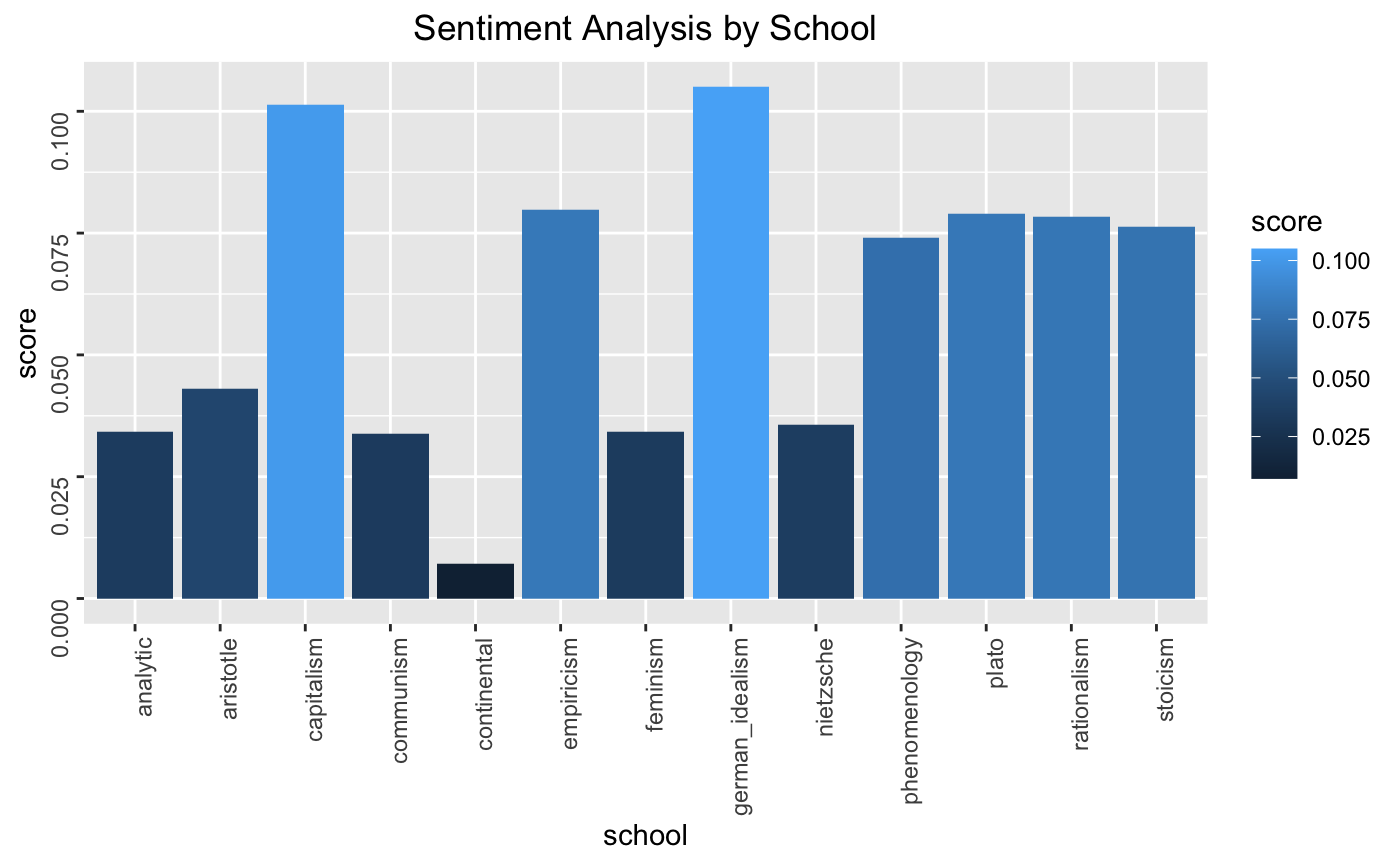 Sentiment Analysis by School
score
0.100
0.075
0.050
0.025
0.000
analytic
aristotle
capitalism
communism
continental
empiricism
feminism
german_idealism
nietzsche
phenomenology
plato
rationalism
stoicism
school
score
0.100
0.075
0.050
0.025